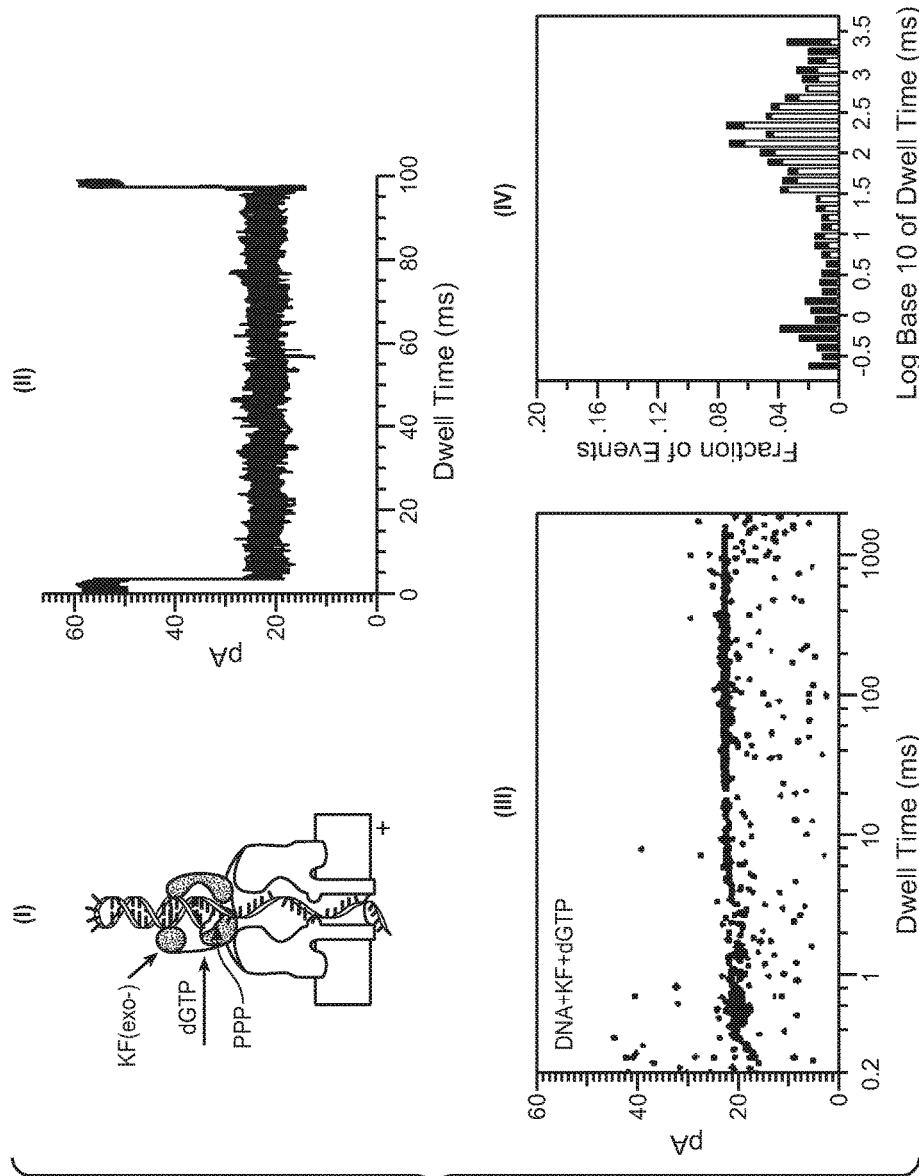 (I)
KF(exo-)
dGTP
PPP
+
(II)
60
40
20
0
pA
0 20 40 60 80 100
Dwell Time (ms)
(III)
DNA+KF+dGTP
60
40
20
0
pA
0.2 1 10 100 1000
Dwell Time (ms)
(IV)
.20
.16
.12
.08
.04
0
Fraction of Events
-0.5 0 0.5 1 1.5 2 2.5 3 3.5
Log Base 10 of Dwell Time (ms)